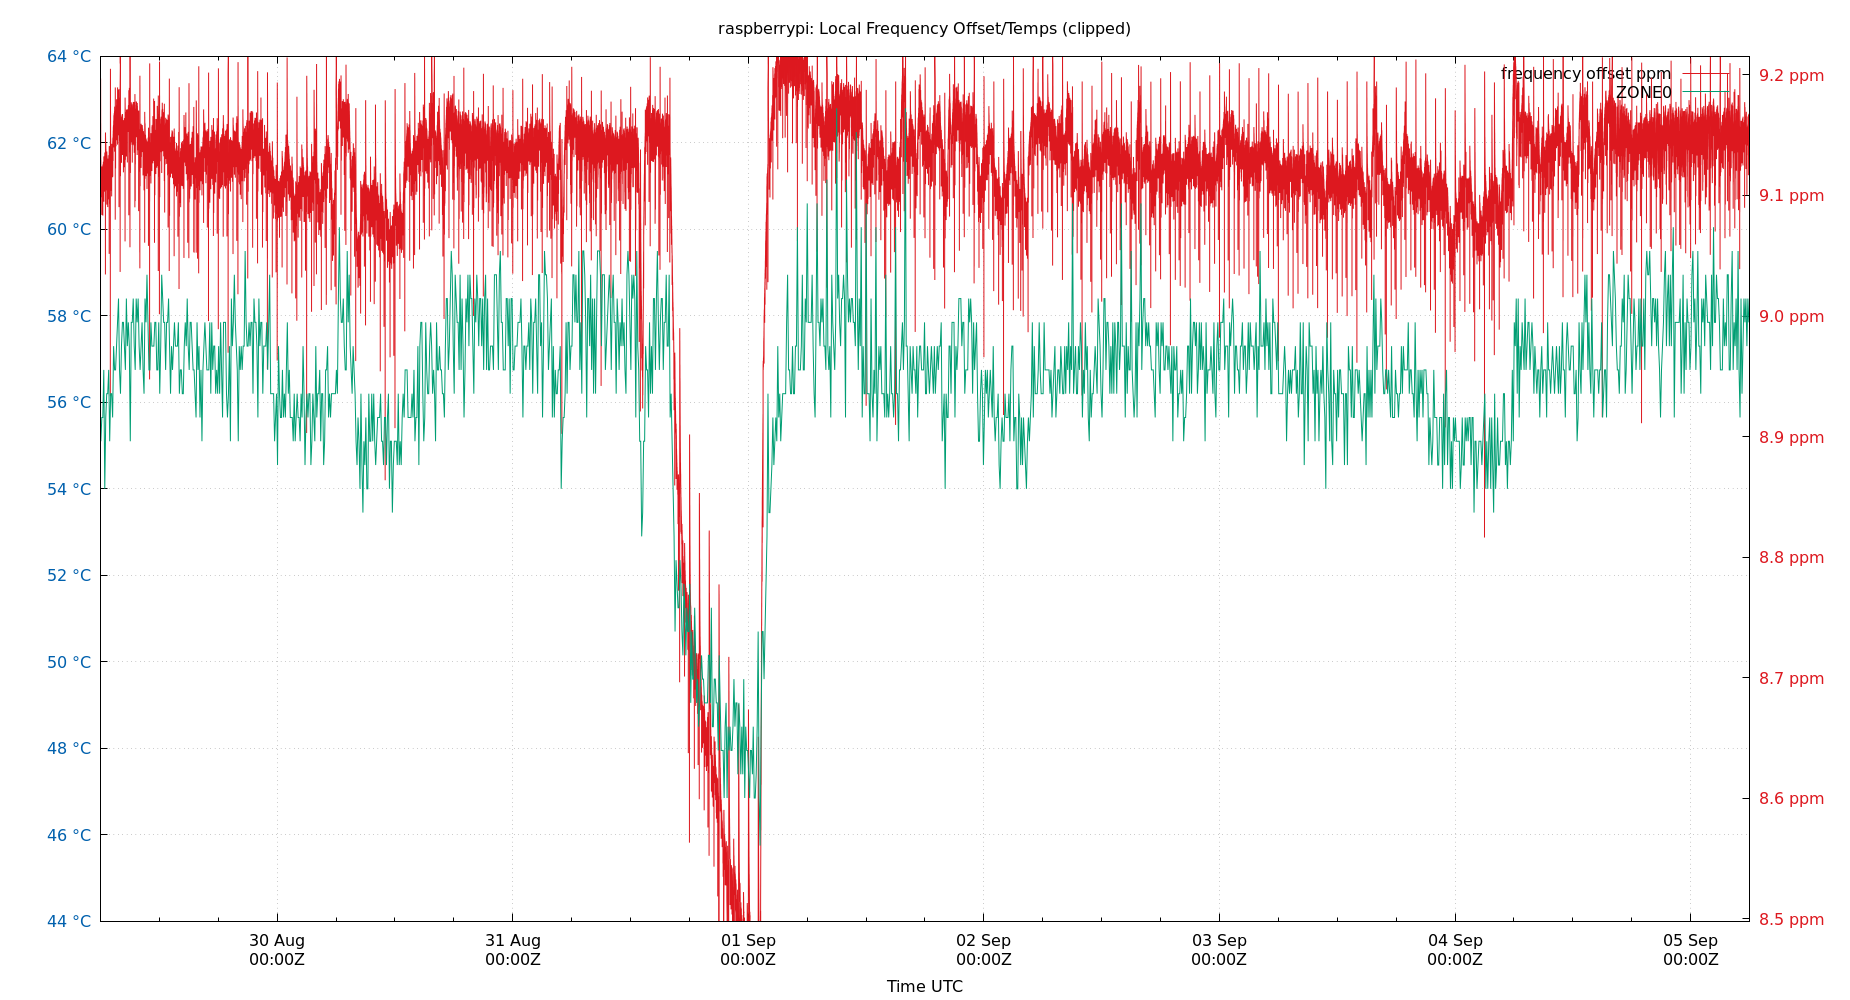 raspberrypi: Local Frequency Offset/Temps (clipped)
64 °C
62 °C
60 °C
58 °C
56 °C
54 °C
52 °C
50 °C
48 °C
46 °C
44 °C
frequency offset ppm
ZONE0
9.2 ppm
9.1 ppm
9.0 ppm
8.9 ppm
8.8 ppm
8.7 ppm
8.6 ppm
8.5 ppm
30 Aug
00:00Z
31 Aug
00:00Z
01 Sep
00:00Z
02 Sep
00:00Z
03 Sep
00:00Z
04 Sep
00:00Z
05 Sep
00:00Z
Time UTC